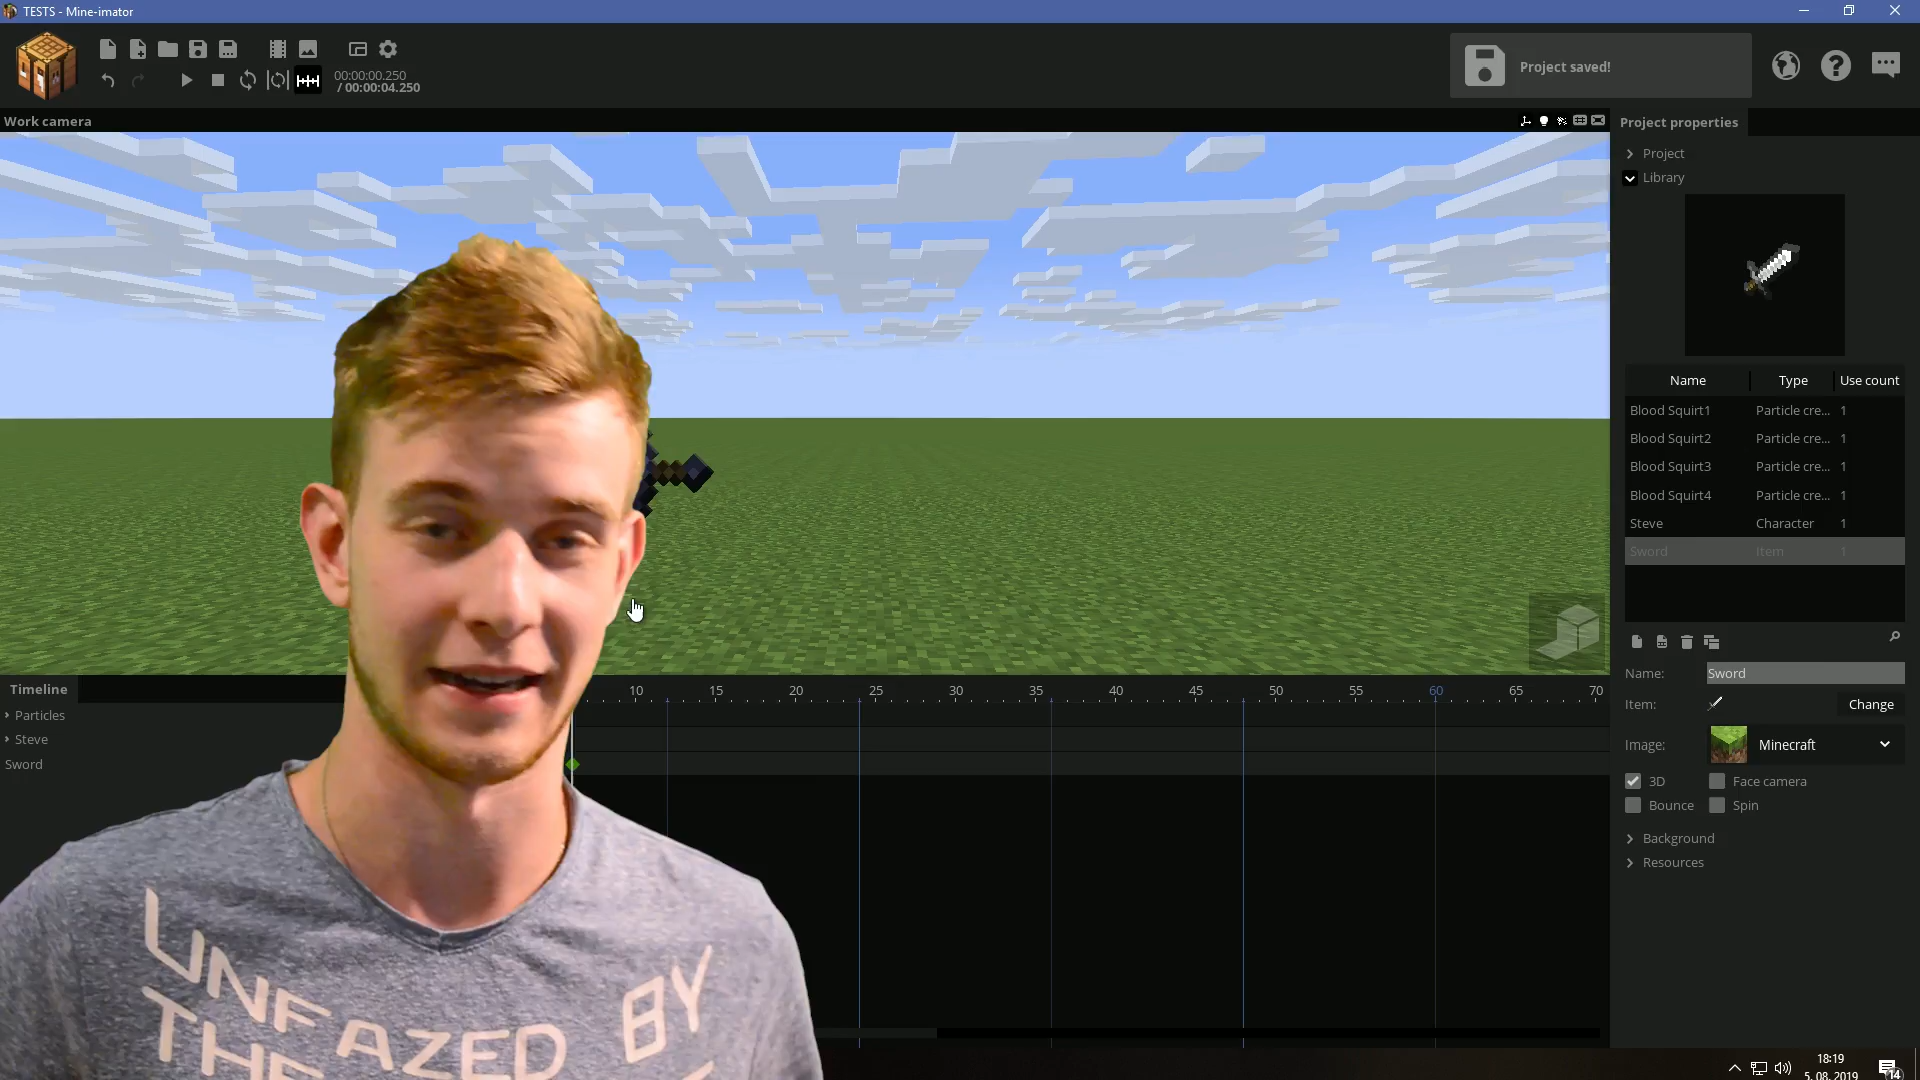 TESTS - Mine-imator
00:00:00.250
/ 00:00:04.250
Project saved!
Work camera
Project properties
Project
Library
Name Type Use count
Blood Squirt1 Particle cre... 1
Blood Squirt2 Particle cre... 1
Blood Squirt3 Particle cre... 1
Blood Squirt4 Particle cre... 1
Steve Character 1
Sword Item 1
Name: Sword
Item: Change
Image: Minecraft
3D Face camera
Bounce Spin
Background
Resources
Timeline
10 15 20 25 30 35 40 45 50 55 60 65 70
Particles
Steve
Sword
UNFAZED BY
THE
18:19
5. 08. 2019
14